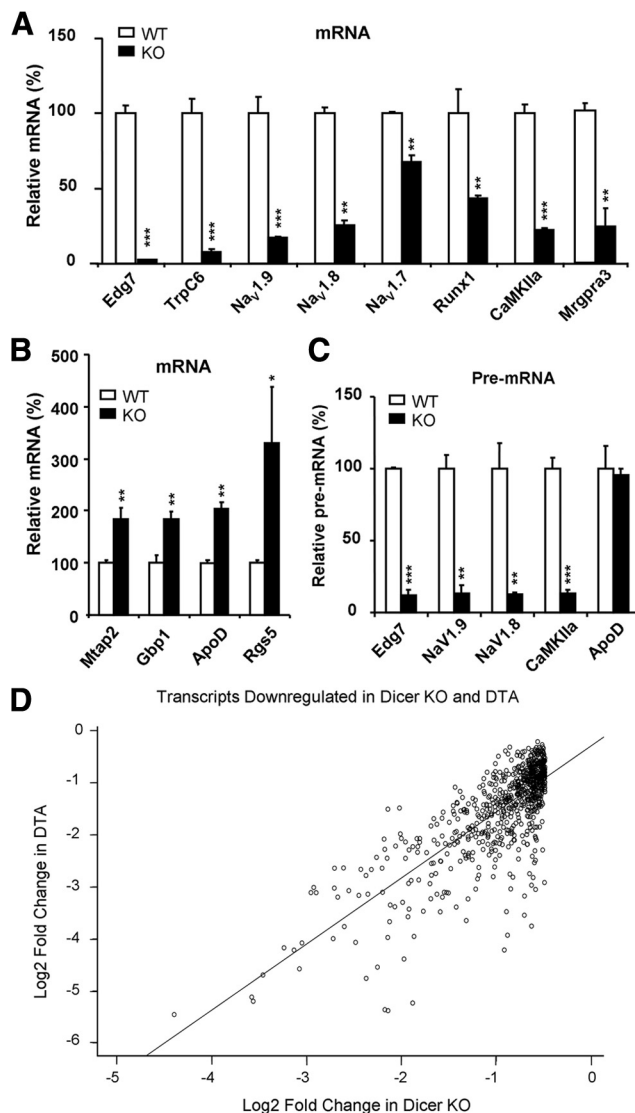 A
WT
KO
mRNA
Relative mRNA (%)
150
100
50
0
***
***
***
**
**
**
***
**
Edg7
TrpC6
NaV1.9
NaV1.8
NaV1.7
Runx1
CaMKIIa
Mrgpra3
B
mRNA
WT
KO
Relative mRNA (%)
500
400
300
200
100
0
**
**
**
*
Mtap2
Gbp1
ApoD
Rgs5
C
Pre-mRNA
WT
KO
Relative pre-mRNA (%)
150
100
50
0
***
**
**
***
Edg7
NaV1.9
NaV1.8
CaMKIIa
ApoD
D
Transcripts Downregulated in Dicer KO and DTA
Log2 Fold Change in DTA
0
-1
-2
-3
-4
-5
-6
-5 -4 -3 -2 -1 0
Log2 Fold Change in Dicer KO